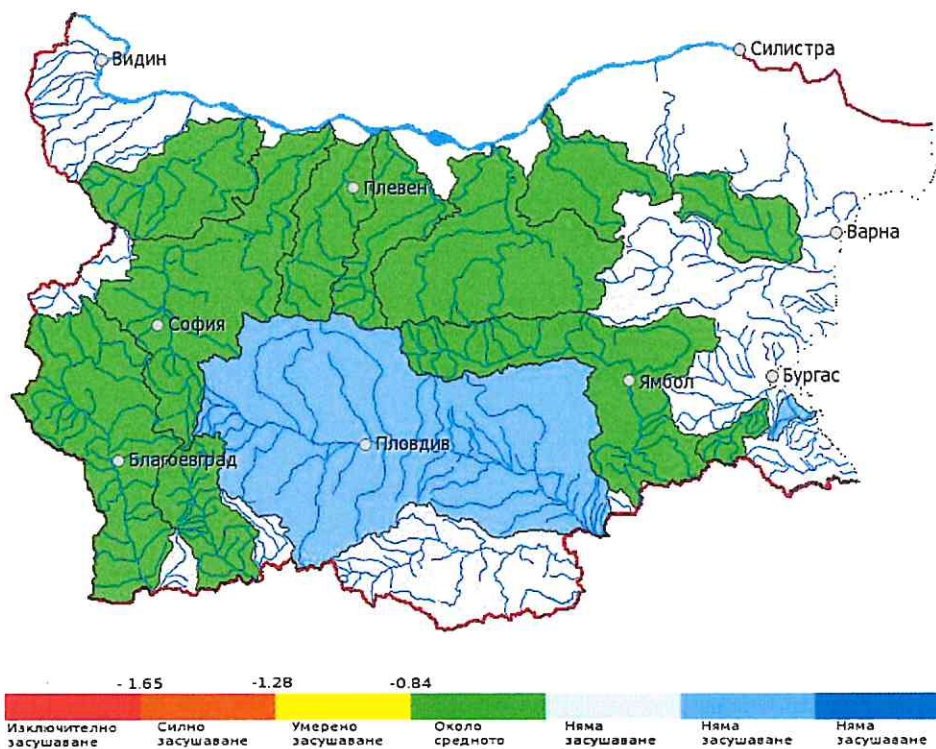 Силистра
Видин
Плевен
Варна
София
Ямбол
Бургас
Пловдив
Благоевград
- 1.65 -1.28 -0.84
Изключително Силно Умерено Около Няма Няма Няма
засушаване засушаване засушаване средното засушаване засушаване засушаване